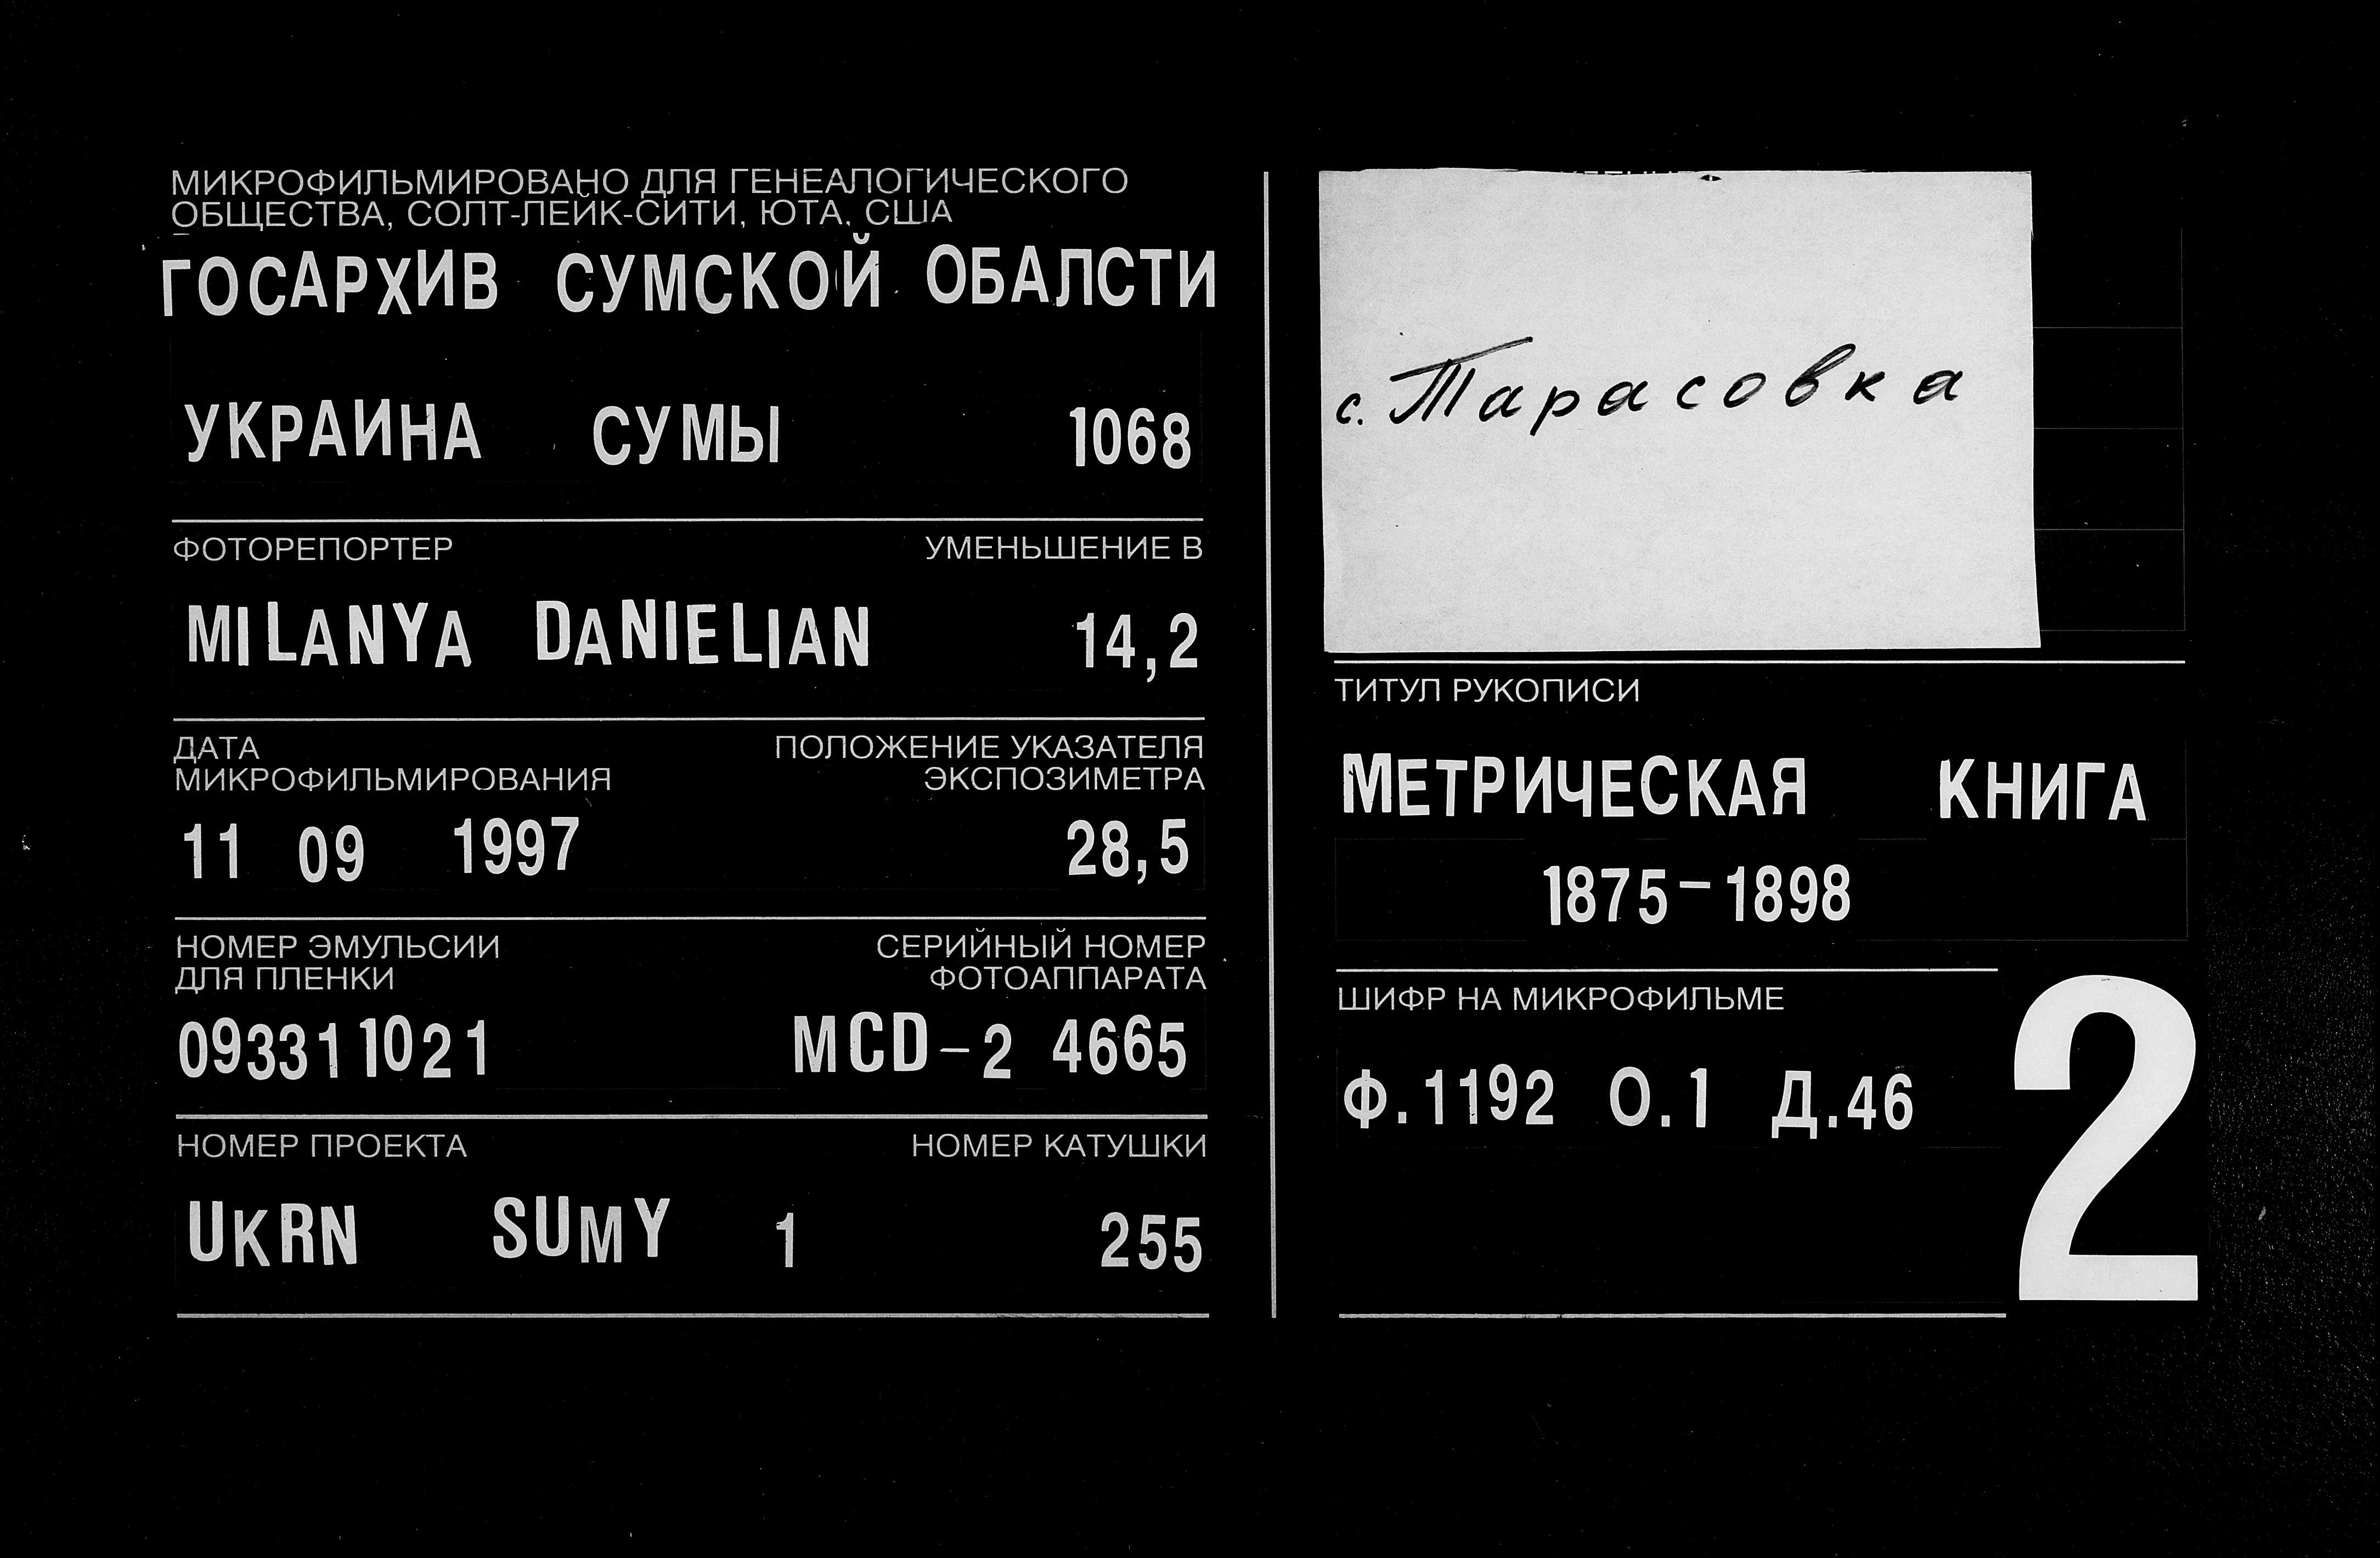 МИКРОФИЛЬМИРОВАНО ДЛЯ ГЕНЕАЛОГИЧЕСКОГО
ОБЩЕСТВА, СОЛТ-ЛЕЙК-СИТИ, ЮТА, США
ГОСАРХИВ СУМСКОЙ ОБАЛСТИ
УКРАИНА СУМЫ 1068
ФОТОРЕПОРТЕР УМЕНЬШЕНИЕ В
MILANYA DANIELIAN 14,2
ДАТА ПОЛОЖЕНИЕ УКАЗАТЕЛЯ
МИКРОФИЛЬМИРОВАНИЯ ЭКСПОЗИМЕТРА
11 09 1997 28,5
НОМЕР ЭМУЛЬСИИ СЕРИЙНЫЙ НОМЕР
ДЛЯ ПЛЕНКИ ФОТОАППАРАТА
093311021 MCD-2 4665
НОМЕР ПРОЕКТА НОМЕР КАТУШКИ
UKRN SUMY 1 255
с. Тарасовка
ТИТУЛ РУКОПИСИ
МЕТРИЧЕСКАЯ КНИГА
1875-1898
ШИФР НА МИКРОФИЛЬМЕ
Ф.1192 О.1 Д.46
2